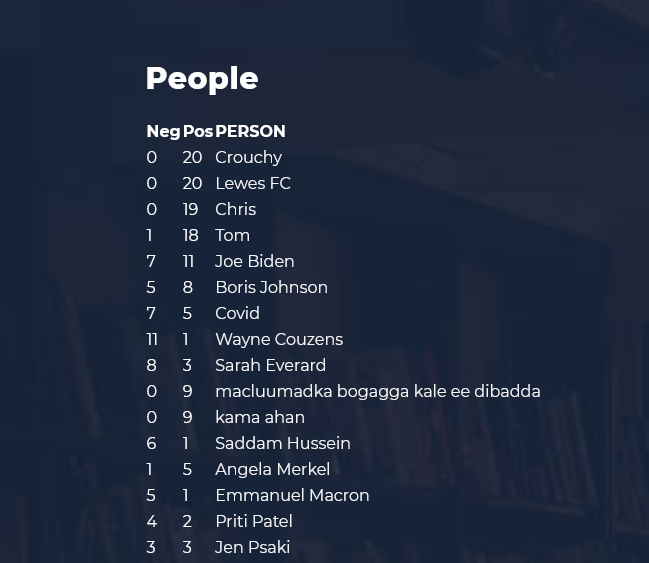 People
Neg Pos PERSON
0 20 Crouchy
0 20 Lewes FC
0 19 Chris
1 18 Tom
7 11 Joe Biden
5 8 Boris Johnson
7 5 Covid
11 1 Wayne Couzens
8 3 Sarah Everard
0 9 macluumadka bogagga kale ee dibadda
0 9 kama ahan
6 1 Saddam Hussein
1 5 Angela Merkel
5 1 Emmanuel Macron
4 2 Priti Patel
3 3 Jen Psaki